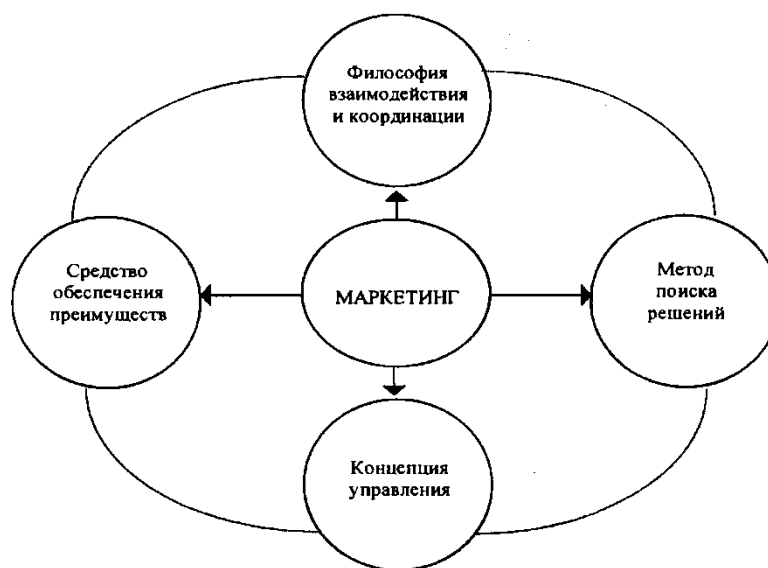 Философия
взаимодействия
и координации
Средство
обеспечения
преимуществ
МАРКЕТИНГ
Метод
поиска
решений
Концепция
управления